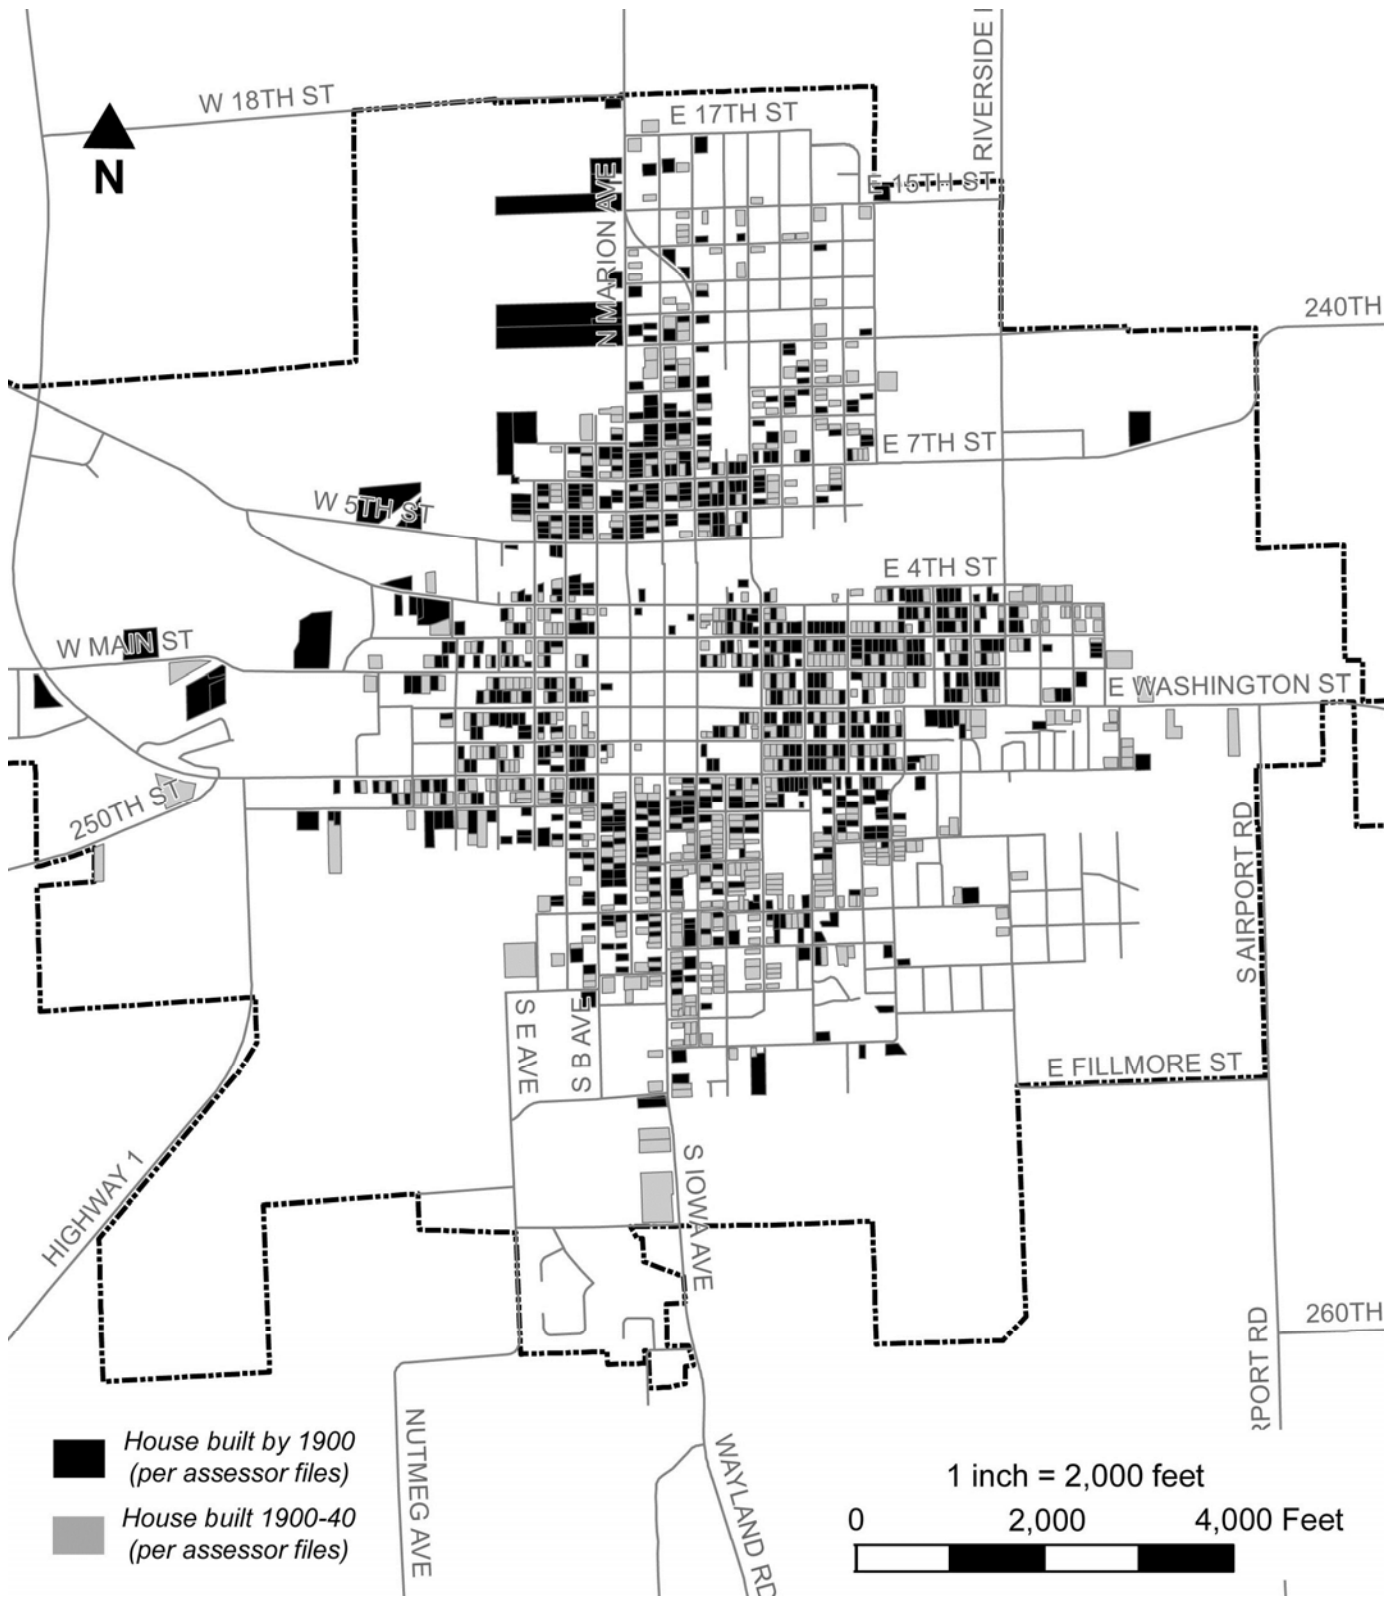 W 18TH ST
E 17TH ST
RIVERSIDE
N
E 15TH ST
N MARION AVE
240TH
E 7TH ST
W 5TH ST
E 4TH ST
W MAIN ST
E WASHINGTON ST
250TH ST
S AIRPORT RD
S E AVE
S B AVE
E FILLMORE ST
HIGHWAY 1
S IOWA AVE
260TH
RPORT RD
NUTMEG AVE
WAYLAND RD
House built by 1900
(per assessor files)
House built 1900-40
(per assessor files)
1 inch = 2,000 feet
0 2,000 4,000 Feet